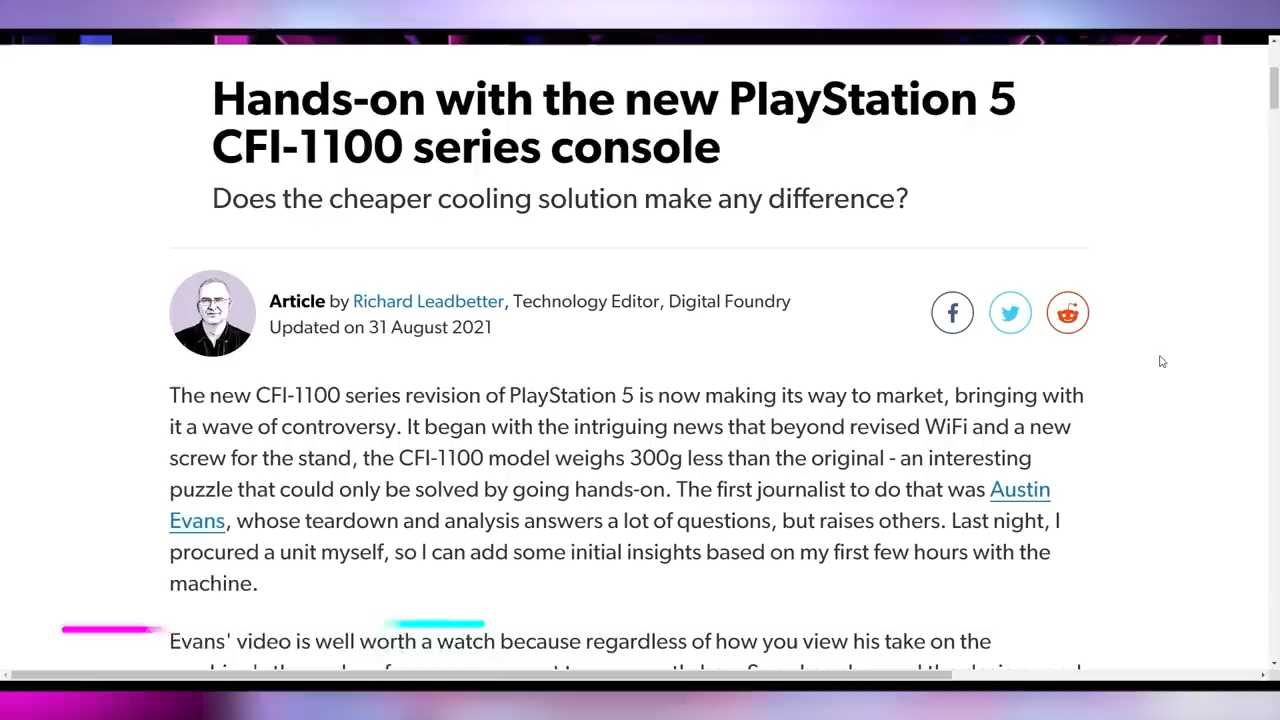 Hands-on with the new PlayStation 5
CFI-1100 series console
Does the cheaper cooling solution make any difference?
Article by Richard Leadbetter, Technology Editor, Digital Foundry
Updated on 31 August 2021
The new CFI-1100 series revision of PlayStation 5 is now making its way to market, bringing with
it a wave of controversy. It began with the intriguing news that beyond revised WiFi and a new
screw for the stand, the CFI-1100 model weighs 300g less than the original - an interesting
puzzle that could only be solved by going hands-on. The first journalist to do that was Austin
Evans, whose teardown and analysis answers a lot of questions, but raises others. Last night, I
procured a unit myself, so I can add some initial insights based on my first few hours with the
machine.
Evans' video is well worth a watch because regardless of how you view his take on the